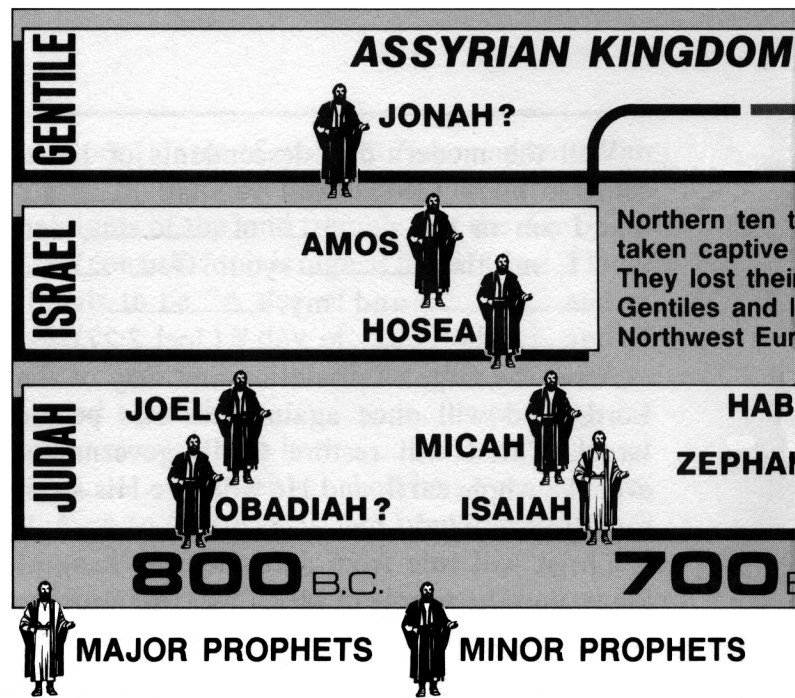 GENTILE
ASSYRIAN KINGDOM
JONAH?
ISRAEL
AMOS
HOSEA
Northern ten t
taken captive
They lost their
Gentiles and l
Northwest Eur
JUDAH
JOEL
OBADIAH?
MICAH
ISAIAH
HAB
ZEPHAN
800 B.C.
700 B
MAJOR PROPHETS
MINOR PROPHETS